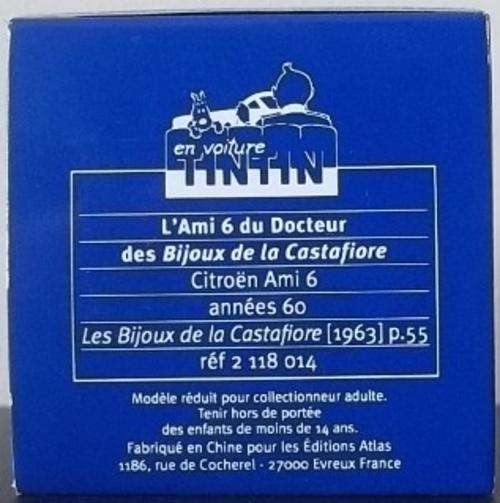 en voiture
TINTIN
L'Ami 6 du Docteur
des Bijoux de la Castafiore
Citroën Ami 6
années 60
Les Bijoux de la Castafiore [1963] p.55
réf 2 118 014
Modèle réduit pour collectionneur adulte.
Tenir hors de portée
des enfants de moins de 14 ans.
Fabriqué en Chine pour les Éditions Atlas
1186, rue de Cocherel - 27000 Evreux France